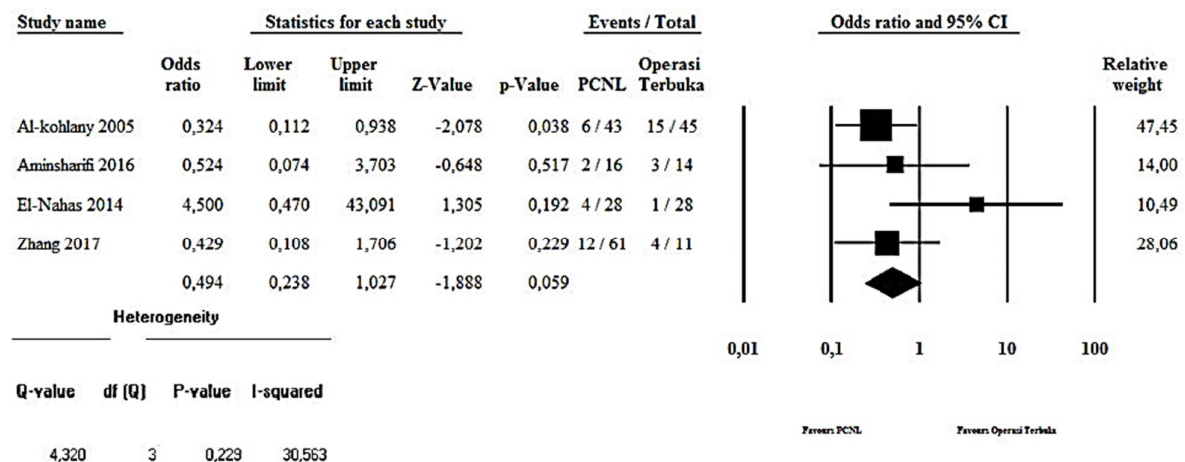 Study name Statistics for each study Events / Total Odds ratio and 95% CI
Odds ratio Lower limit Upper limit Z-Value p-Value PCNL Operasi Terbuka Relative weight
Al-kohlany 2005 0,324 0,112 0,938 -2,078 0,038 6 / 43 15 / 45 47,45
Aminsharifi 2016 0,524 0,074 3,703 -0,648 0,517 2 / 16 3 / 14 14,00
El-Nahas 2014 4,500 0,470 43,091 1,305 0,192 4 / 28 1 / 28 10,49
Zhang 2017 0,429 0,108 1,706 -1,202 0,229 12 / 61 4 / 11 28,06
0,494 0,238 1,027 -1,888 0,059
Heterogeneity
0,01 0,1 1 10 100
Q-value df (Q) P-value I-squared
Favours PCNL Favours Operasi Terbuka
4,320 3 0,229 30,563